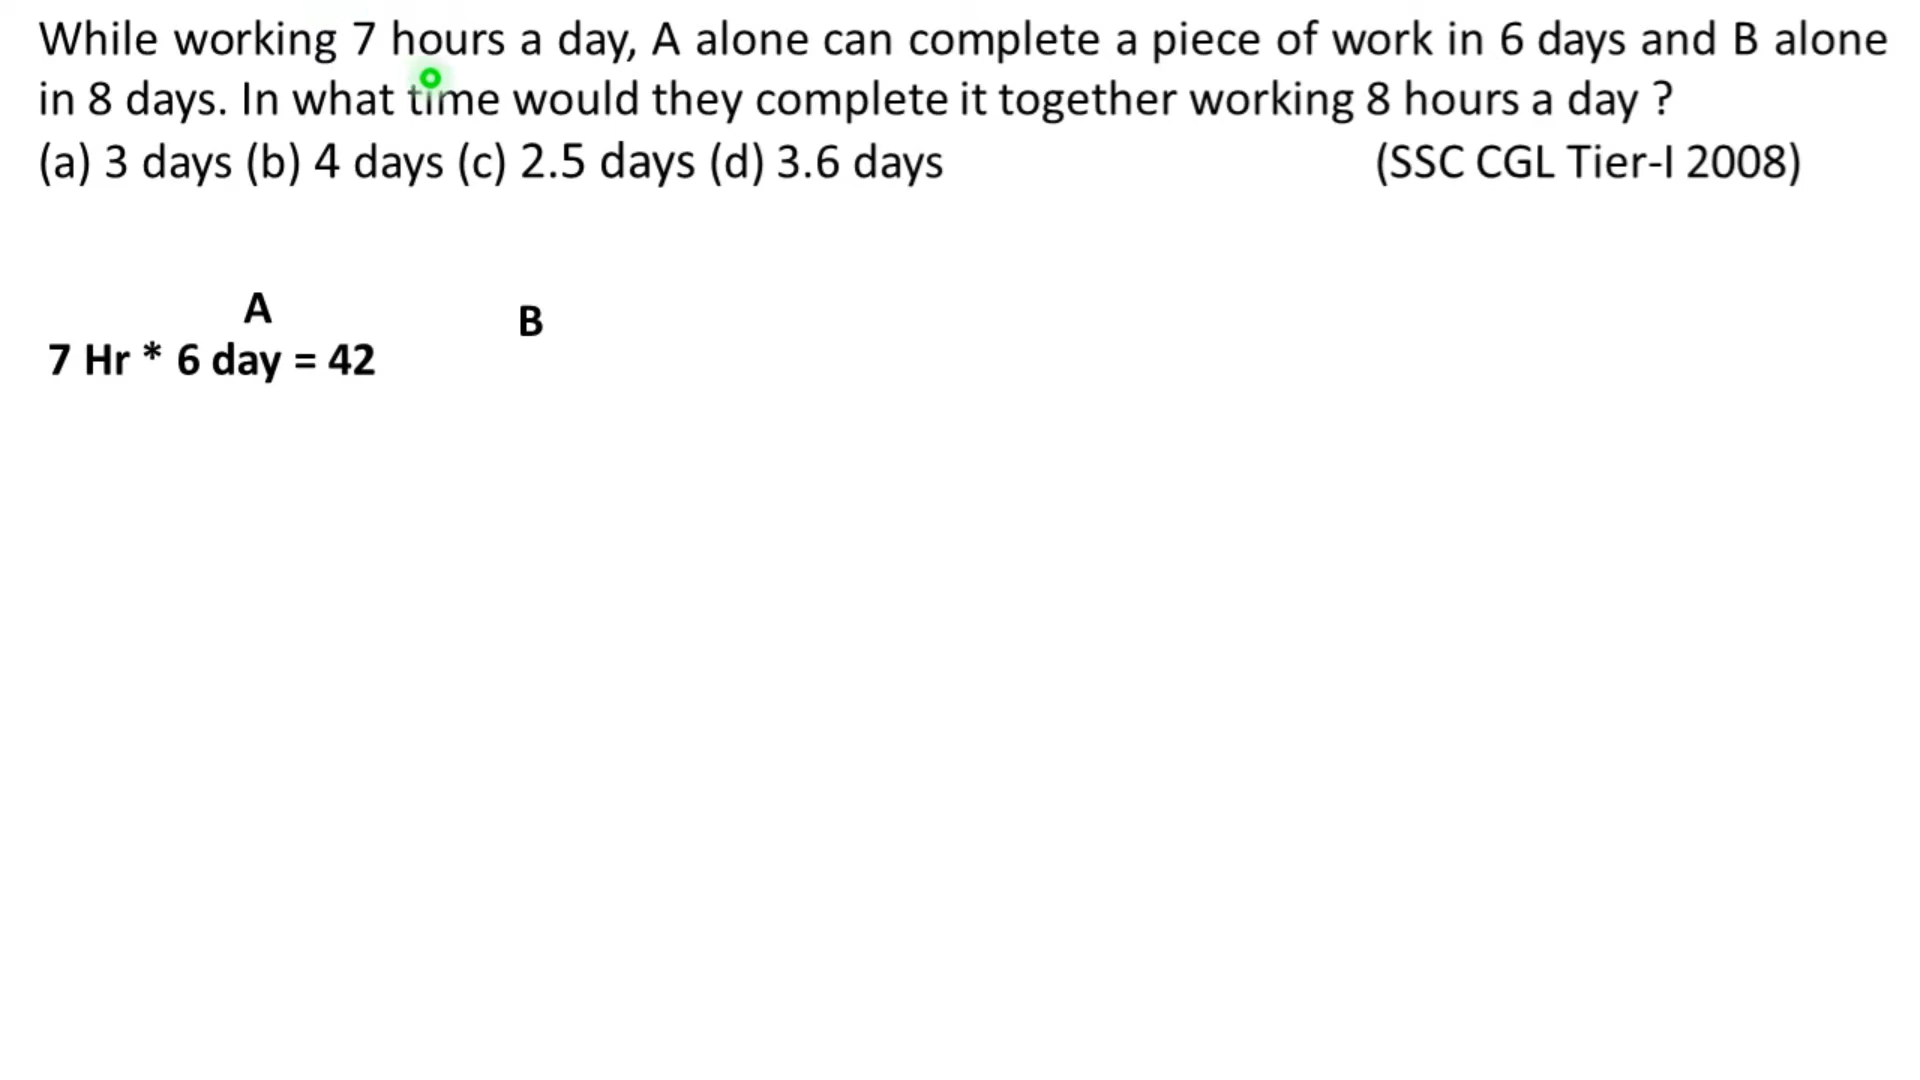 While working 7 hours a day, A alone can complete a piece of work in 6 days and B alone
in 8 days. In what time would they complete it together working 8 hours a day ?
(a) 3 days (b) 4 days (c) 2.5 days (d) 3.6 days (SSC CGL Tier-I 2008)
A B
7 Hr * 6 day = 42